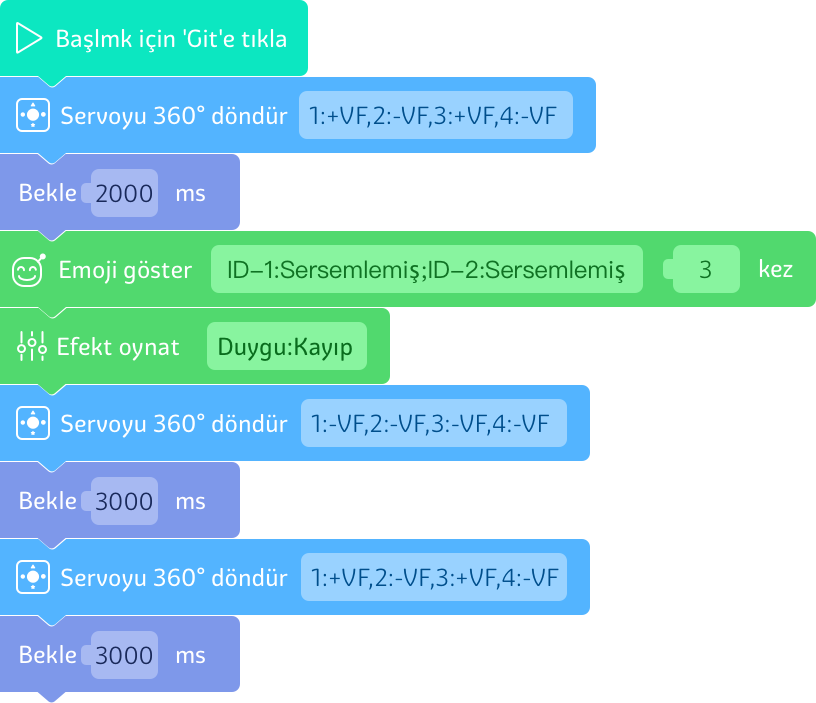 Başlmk için 'Git'e tıkla
Servoyu 360° döndür 1:+VF,2:-VF,3:+VF,4:-VF
Bekle 2000 ms
Emoji göster ID–1:Sersemlemiş;ID–2:Sersemlemiş 3 kez
Efekt oynat Duygu:Kayıp
Servoyu 360° döndür 1:-VF,2:-VF,3:-VF,4:-VF
Bekle 3000 ms
Servoyu 360° döndür 1:+VF,2:-VF,3:+VF,4:-VF
Bekle 3000 ms